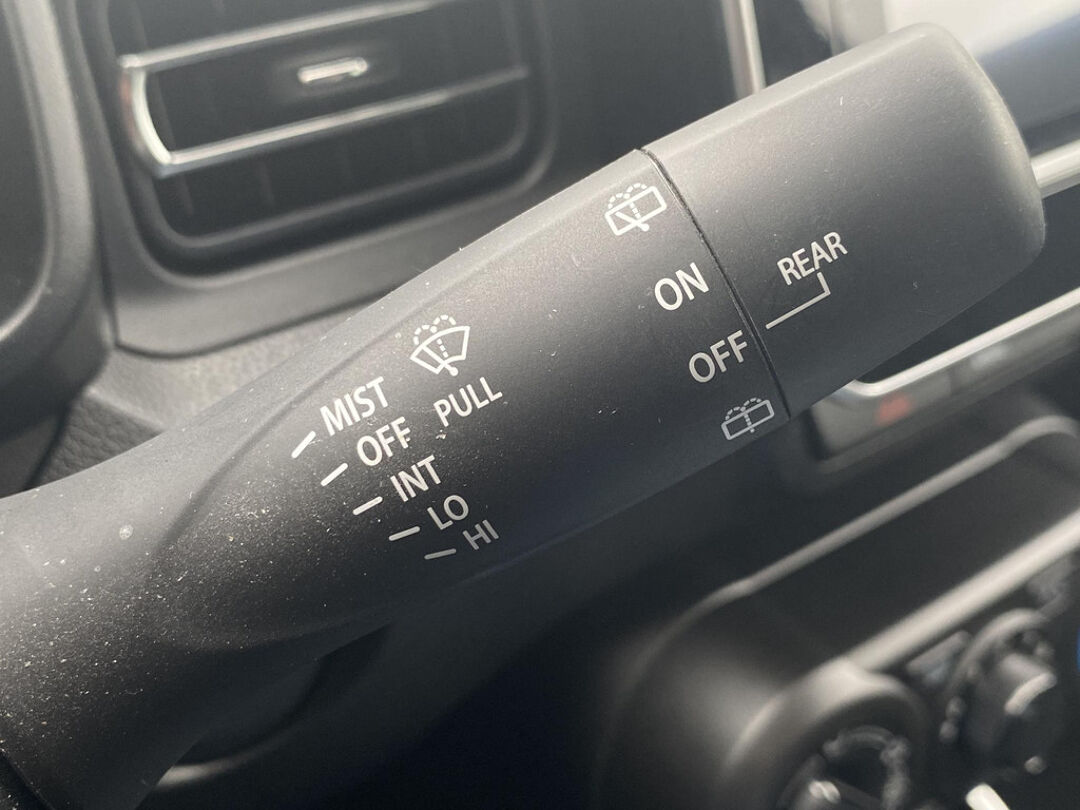 ON
REAR
OFF
MIST
OFF
PULL
INT
LO
HI